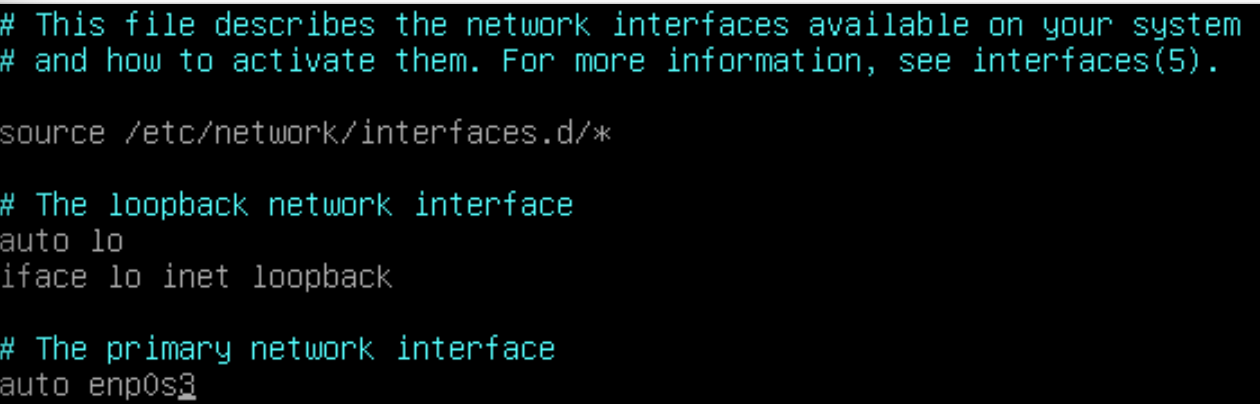 # This file describes the network interfaces available on your system
# and how to activate them. For more information, see interfaces(5).
source /etc/network/interfaces.d/*
# The loopback network interface
auto lo
iface lo inet loopback
# The primary network interface
auto enp0s3